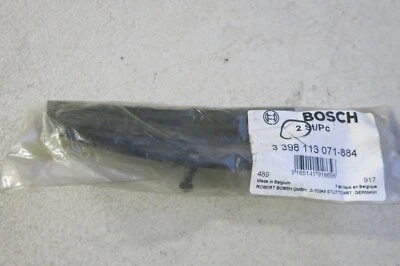 BOSCH
2 St/Pc
3 398 113 071-884
489 917
Made in Belgium Fabriqué en Belgique
ROBERT BOSCH GMBH, D-70049 STUTTGART, GERMANY